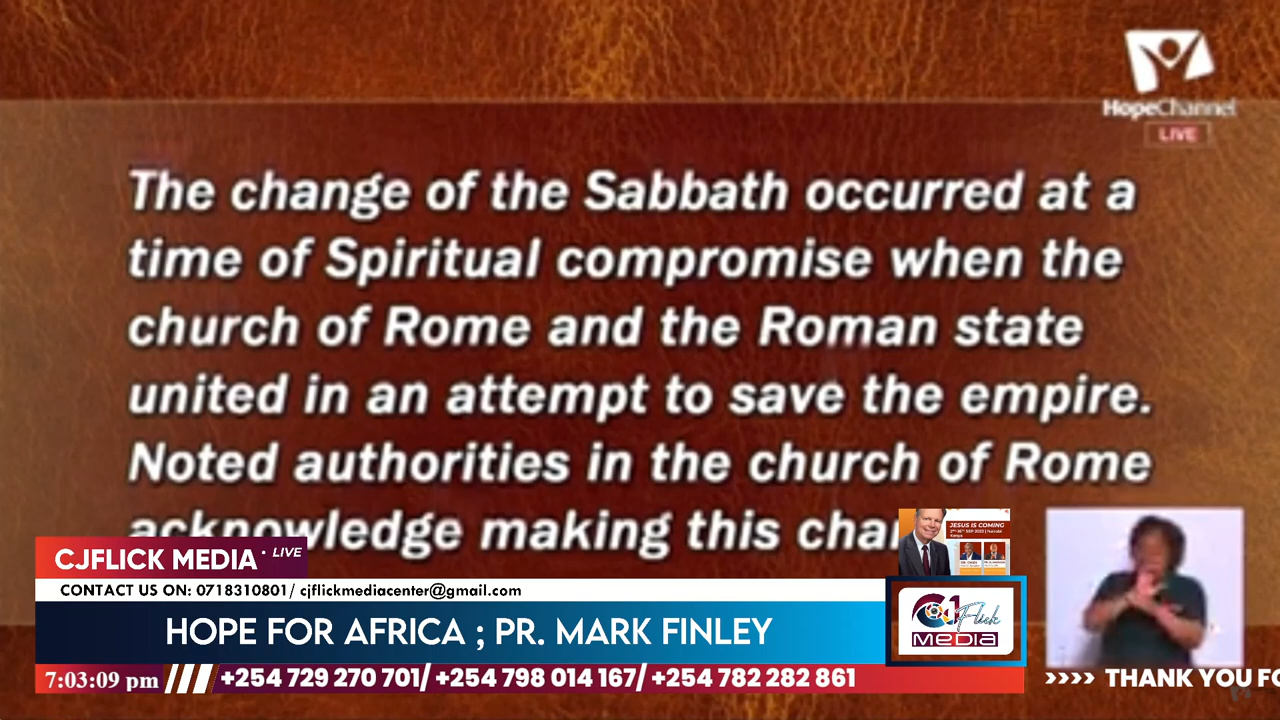 HopeChannel
LIVE
The change of the Sabbath occurred at a
time of Spiritual compromise when the
church of Rome and the Roman state
united in an attempt to save the empire.
Noted authorities in the church of Rome
acknowledge making this
CJFLICK MEDIA • LIVE
JESUS IS COMING
CONTACT US ON: 0718310801/ cjflickmediacenter@gmail.com
HOPE FOR AFRICA ; PR. MARK FINLEY
Flick
MEDIA
7:03:09 pm
+254 729 270 701/ +254 798 014 167/ +254 782 282 861
>>>> THANK YOU